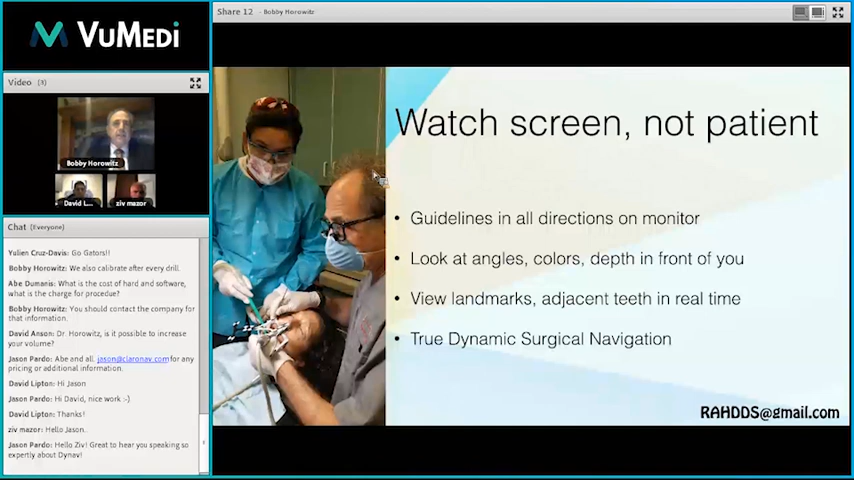 VUMEDI
Share 12 - Bobby Horowitz
Video (3)
Bobby Horowitz
David L...
ziv mazor
Chat (Everyone)
Yulien Cruz-Davis: Go Gators!!
Bobby Horowitz: We also calibrate after every drill.
Abe Dumanis: What is the cost of hard and software,
what is the charge for procedue?
Bobby Horowitz: You should contact the company for
that information.
David Anson: Dr. Horowitz, is it possible to increase
your volume?
Jason Pardo: Abe and all, jason@claronav.com for any
pricing or additional information.
David Lipton: Hi Jason
Jason Pardo: Hi David, nice work :-)
David Lipton: Thanks!
ziv mazor: Hello Jason.
Jason Pardo: Hello Ziv! Great to hear you speaking so
expertly about Dynav!
Watch screen, not patient
• Guidelines in all directions on monitor
• Look at angles, colors, depth in front of you
• View landmarks, adjacent teeth in real time
• True Dynamic Surgical Navigation
RAHDDS@gmail.com